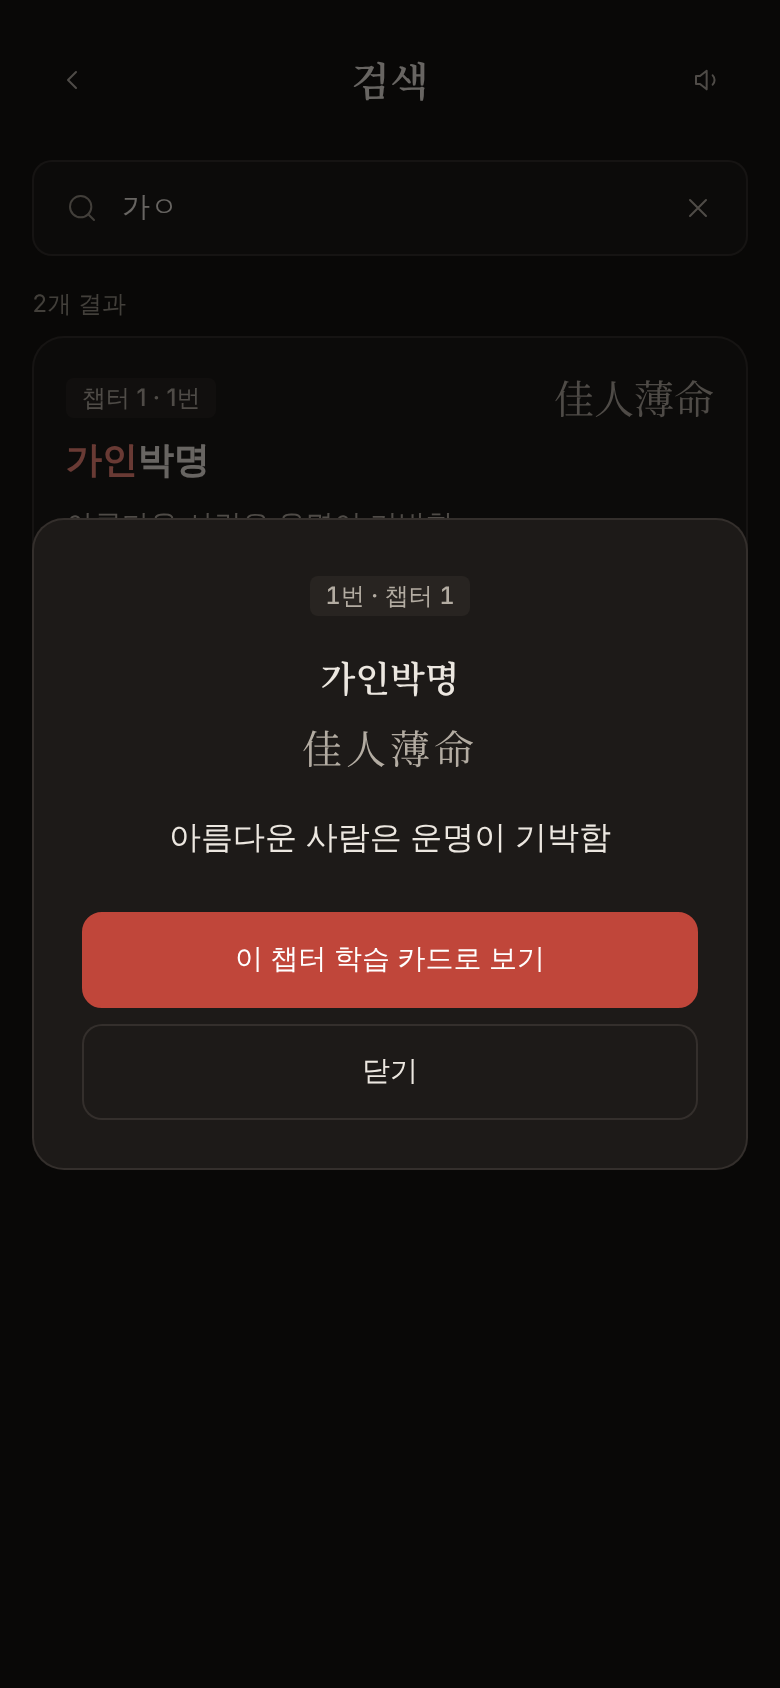 검색
가ㅇ
2개 결과
챕터 1 · 1번
佳人薄命
가인박명
1번 · 챕터 1
가인박명
佳人薄命
아름다운 사람은 운명이 기박함
이 챕터 학습 카드로 보기
닫기